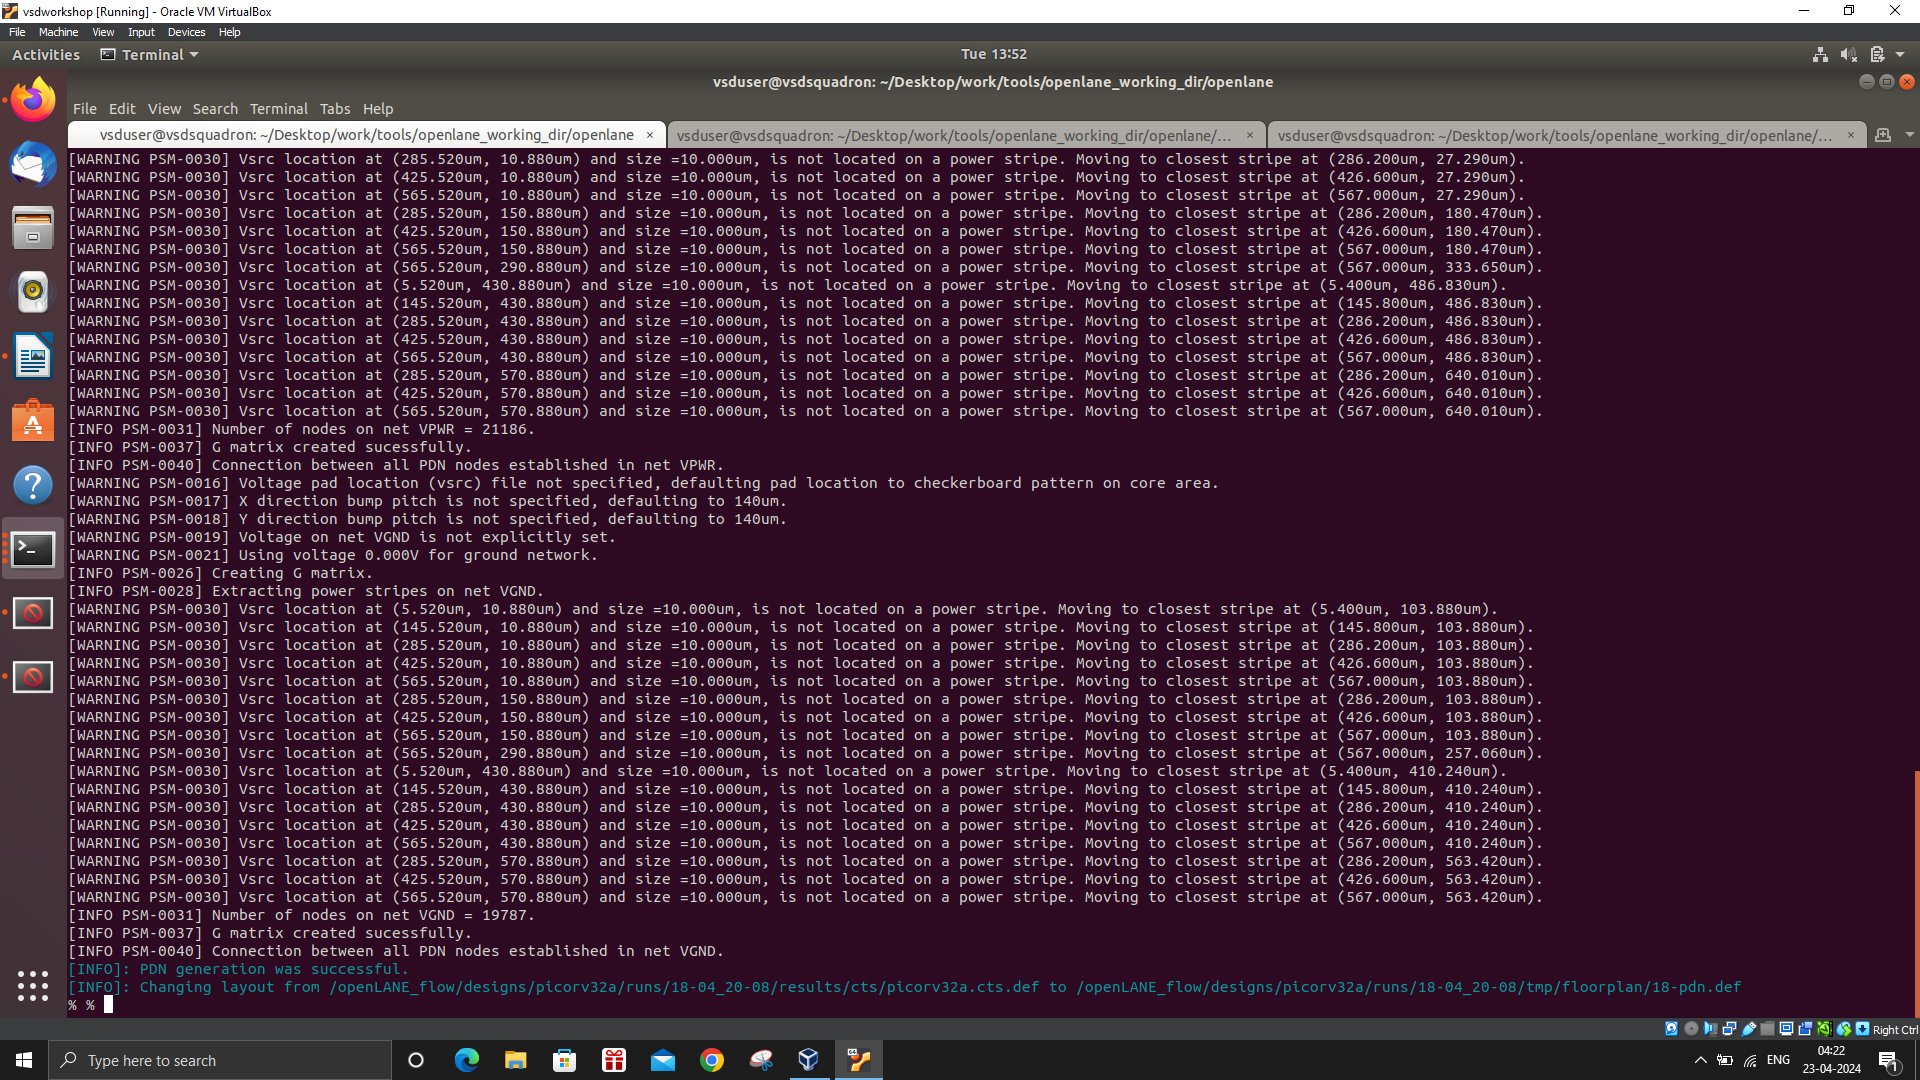 vsdworkshop [Running] - Oracle VM VirtualBox
File Machine View Input Devices Help
Activities Terminal Tue 13:52
vsduser@vsdsquadron: ~/Desktop/work/tools/openlane_working_dir/openlane
File Edit View Search Terminal Tabs Help
vsduser@vsdsquadron: ~/Desktop/work/tools/openlane_working_dir/openlane × vsduser@vsdsquadron: ~/Desktop/work/tools/openlane_working_dir/openlane/... × vsduser@vsdsquadron: ~/Desktop/work/tools/openlane_working_dir/openlane/... ×
[WARNING PSM-0030] Vsrc location at (285.520um, 10.880um) and size =10.000um, is not located on a power stripe. Moving to closest stripe at (286.200um, 27.290um).
[WARNING PSM-0030] Vsrc location at (425.520um, 10.880um) and size =10.000um, is not located on a power stripe. Moving to closest stripe at (426.600um, 27.290um).
[WARNING PSM-0030] Vsrc location at (565.520um, 10.880um) and size =10.000um, is not located on a power stripe. Moving to closest stripe at (567.000um, 27.290um).
[WARNING PSM-0030] Vsrc location at (285.520um, 150.880um) and size =10.000um, is not located on a power stripe. Moving to closest stripe at (286.200um, 180.470um).
[WARNING PSM-0030] Vsrc location at (425.520um, 150.880um) and size =10.000um, is not located on a power stripe. Moving to closest stripe at (426.600um, 180.470um).
[WARNING PSM-0030] Vsrc location at (565.520um, 150.880um) and size =10.000um, is not located on a power stripe. Moving to closest stripe at (567.000um, 180.470um).
[WARNING PSM-0030] Vsrc location at (565.520um, 290.880um) and size =10.000um, is not located on a power stripe. Moving to closest stripe at (567.000um, 333.650um).
[WARNING PSM-0030] Vsrc location at (5.520um, 430.880um) and size =10.000um, is not located on a power stripe. Moving to closest stripe at (5.400um, 486.830um).
[WARNING PSM-0030] Vsrc location at (145.520um, 430.880um) and size =10.000um, is not located on a power stripe. Moving to closest stripe at (145.800um, 486.830um).
[WARNING PSM-0030] Vsrc location at (285.520um, 430.880um) and size =10.000um, is not located on a power stripe. Moving to closest stripe at (286.200um, 486.830um).
[WARNING PSM-0030] Vsrc location at (425.520um, 430.880um) and size =10.000um, is not located on a power stripe. Moving to closest stripe at (426.600um, 486.830um).
[WARNING PSM-0030] Vsrc location at (565.520um, 430.880um) and size =10.000um, is not located on a power stripe. Moving to closest stripe at (567.000um, 486.830um).
[WARNING PSM-0030] Vsrc location at (285.520um, 570.880um) and size =10.000um, is not located on a power stripe. Moving to closest stripe at (286.200um, 640.010um).
[WARNING PSM-0030] Vsrc location at (425.520um, 570.880um) and size =10.000um, is not located on a power stripe. Moving to closest stripe at (426.600um, 640.010um).
[WARNING PSM-0030] Vsrc location at (565.520um, 570.880um) and size =10.000um, is not located on a power stripe. Moving to closest stripe at (567.000um, 640.010um).
[INFO PSM-0031] Number of nodes on net VPWR = 21186.
[INFO PSM-0037] G matrix created sucessfully.
[INFO PSM-0040] Connection between all PDN nodes established in net VPWR.
[WARNING PSM-0016] Voltage pad location (vsrc) file not specified, defaulting pad location to checkerboard pattern on core area.
[WARNING PSM-0017] X direction bump pitch is not specified, defaulting to 140um.
[WARNING PSM-0018] Y direction bump pitch is not specified, defaulting to 140um.
[WARNING PSM-0019] Voltage on net VGND is not explicitly set.
[WARNING PSM-0021] Using voltage 0.000V for ground network.
[INFO PSM-0026] Creating G matrix.
[INFO PSM-0028] Extracting power stripes on net VGND.
[WARNING PSM-0030] Vsrc location at (5.520um, 10.880um) and size =10.000um, is not located on a power stripe. Moving to closest stripe at (5.400um, 103.880um).
[WARNING PSM-0030] Vsrc location at (145.520um, 10.880um) and size =10.000um, is not located on a power stripe. Moving to closest stripe at (145.800um, 103.880um).
[WARNING PSM-0030] Vsrc location at (285.520um, 10.880um) and size =10.000um, is not located on a power stripe. Moving to closest stripe at (286.200um, 103.880um).
[WARNING PSM-0030] Vsrc location at (425.520um, 10.880um) and size =10.000um, is not located on a power stripe. Moving to closest stripe at (426.600um, 103.880um).
[WARNING PSM-0030] Vsrc location at (565.520um, 10.880um) and size =10.000um, is not located on a power stripe. Moving to closest stripe at (567.000um, 103.880um).
[WARNING PSM-0030] Vsrc location at (285.520um, 150.880um) and size =10.000um, is not located on a power stripe. Moving to closest stripe at (286.200um, 103.880um).
[WARNING PSM-0030] Vsrc location at (425.520um, 150.880um) and size =10.000um, is not located on a power stripe. Moving to closest stripe at (426.600um, 103.880um).
[WARNING PSM-0030] Vsrc location at (565.520um, 150.880um) and size =10.000um, is not located on a power stripe. Moving to closest stripe at (567.000um, 103.880um).
[WARNING PSM-0030] Vsrc location at (565.520um, 290.880um) and size =10.000um, is not located on a power stripe. Moving to closest stripe at (567.000um, 257.060um).
[WARNING PSM-0030] Vsrc location at (5.520um, 430.880um) and size =10.000um, is not located on a power stripe. Moving to closest stripe at (5.400um, 410.240um).
[WARNING PSM-0030] Vsrc location at (145.520um, 430.880um) and size =10.000um, is not located on a power stripe. Moving to closest stripe at (145.800um, 410.240um).
[WARNING PSM-0030] Vsrc location at (285.520um, 430.880um) and size =10.000um, is not located on a power stripe. Moving to closest stripe at (286.200um, 410.240um).
[WARNING PSM-0030] Vsrc location at (425.520um, 430.880um) and size =10.000um, is not located on a power stripe. Moving to closest stripe at (426.600um, 410.240um).
[WARNING PSM-0030] Vsrc location at (565.520um, 430.880um) and size =10.000um, is not located on a power stripe. Moving to closest stripe at (567.000um, 410.240um).
[WARNING PSM-0030] Vsrc location at (285.520um, 570.880um) and size =10.000um, is not located on a power stripe. Moving to closest stripe at (286.200um, 563.420um).
[WARNING PSM-0030] Vsrc location at (425.520um, 570.880um) and size =10.000um, is not located on a power stripe. Moving to closest stripe at (426.600um, 563.420um).
[WARNING PSM-0030] Vsrc location at (565.520um, 570.880um) and size =10.000um, is not located on a power stripe. Moving to closest stripe at (567.000um, 563.420um).
[INFO PSM-0031] Number of nodes on net VGND = 19787.
[INFO PSM-0037] G matrix created sucessfully.
[INFO PSM-0040] Connection between all PDN nodes established in net VGND.
[INFO]: PDN generation was successful.
[INFO]: Changing layout from /openLANE_flow/designs/picorv32a/runs/18-04_20-08/results/cts/picorv32a.cts.def to /openLANE_flow/designs/picorv32a/runs/18-04_20-08/tmp/floorplan/18-pdn.def
% %
Right Ctrl
Type here to search
ENG
04:22
23-04-2024
1